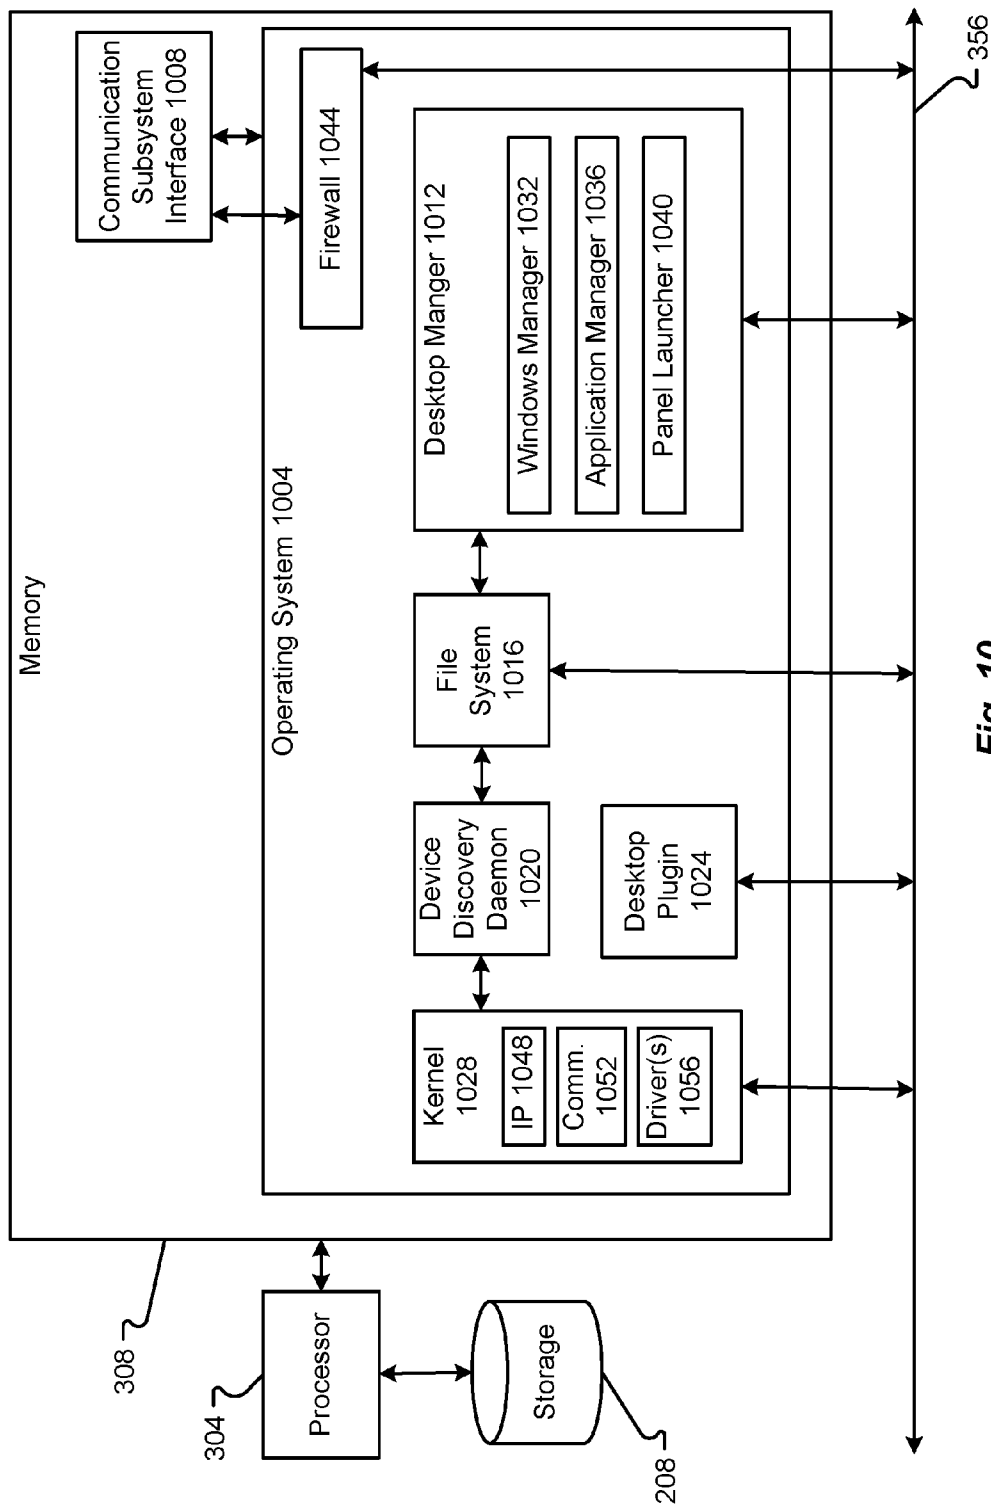 Memory
Communication
Subsystem
Interface 1008
Operating System 1004
Firewall 1044
Desktop Manger 1012
Windows Manager 1032
Application Manager 1036
Panel Launcher 1040
File
System
1016
Device
Discovery
Daemon
1020
Desktop
Plugin
1024
Kernel
1028
IP 1048
Comm.
1052
Driver(s)
1056
308
304
Processor
Storage
208
356
Fig. 10